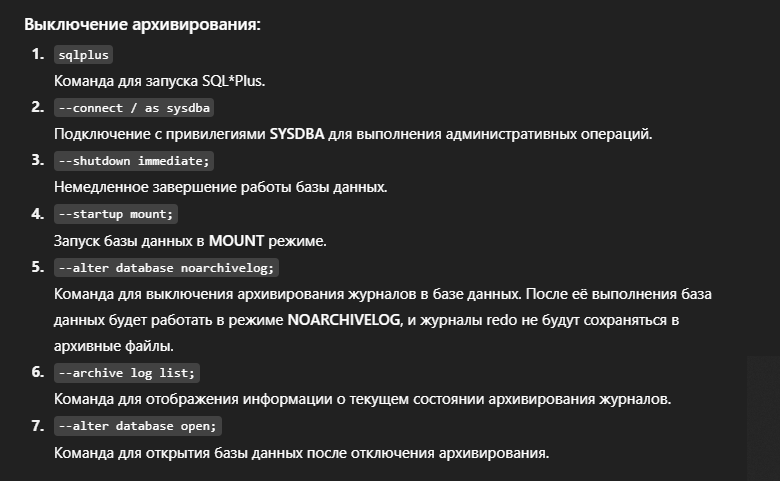 Выключение архивирования:
1. sqlplus
Команда для запуска SQL*Plus.
2. --connect / as sysdba
Подключение с привилегиями SYSDBA для выполнения административных операций.
3. --shutdown immediate;
Немедленное завершение работы базы данных.
4. --startup mount;
Запуск базы данных в MOUNT режиме.
5. --alter database noarchivelog;
Команда для выключения архивирования журналов в базе данных. После её выполнения база
данных будет работать в режиме NOARCHIVELOG, и журналы redo не будут сохраняться в
архивные файлы.
6. --archive log list;
Команда для отображения информации о текущем состоянии архивирования журналов.
7. --alter database open;
Команда для открытия базы данных после отключения архивирования.